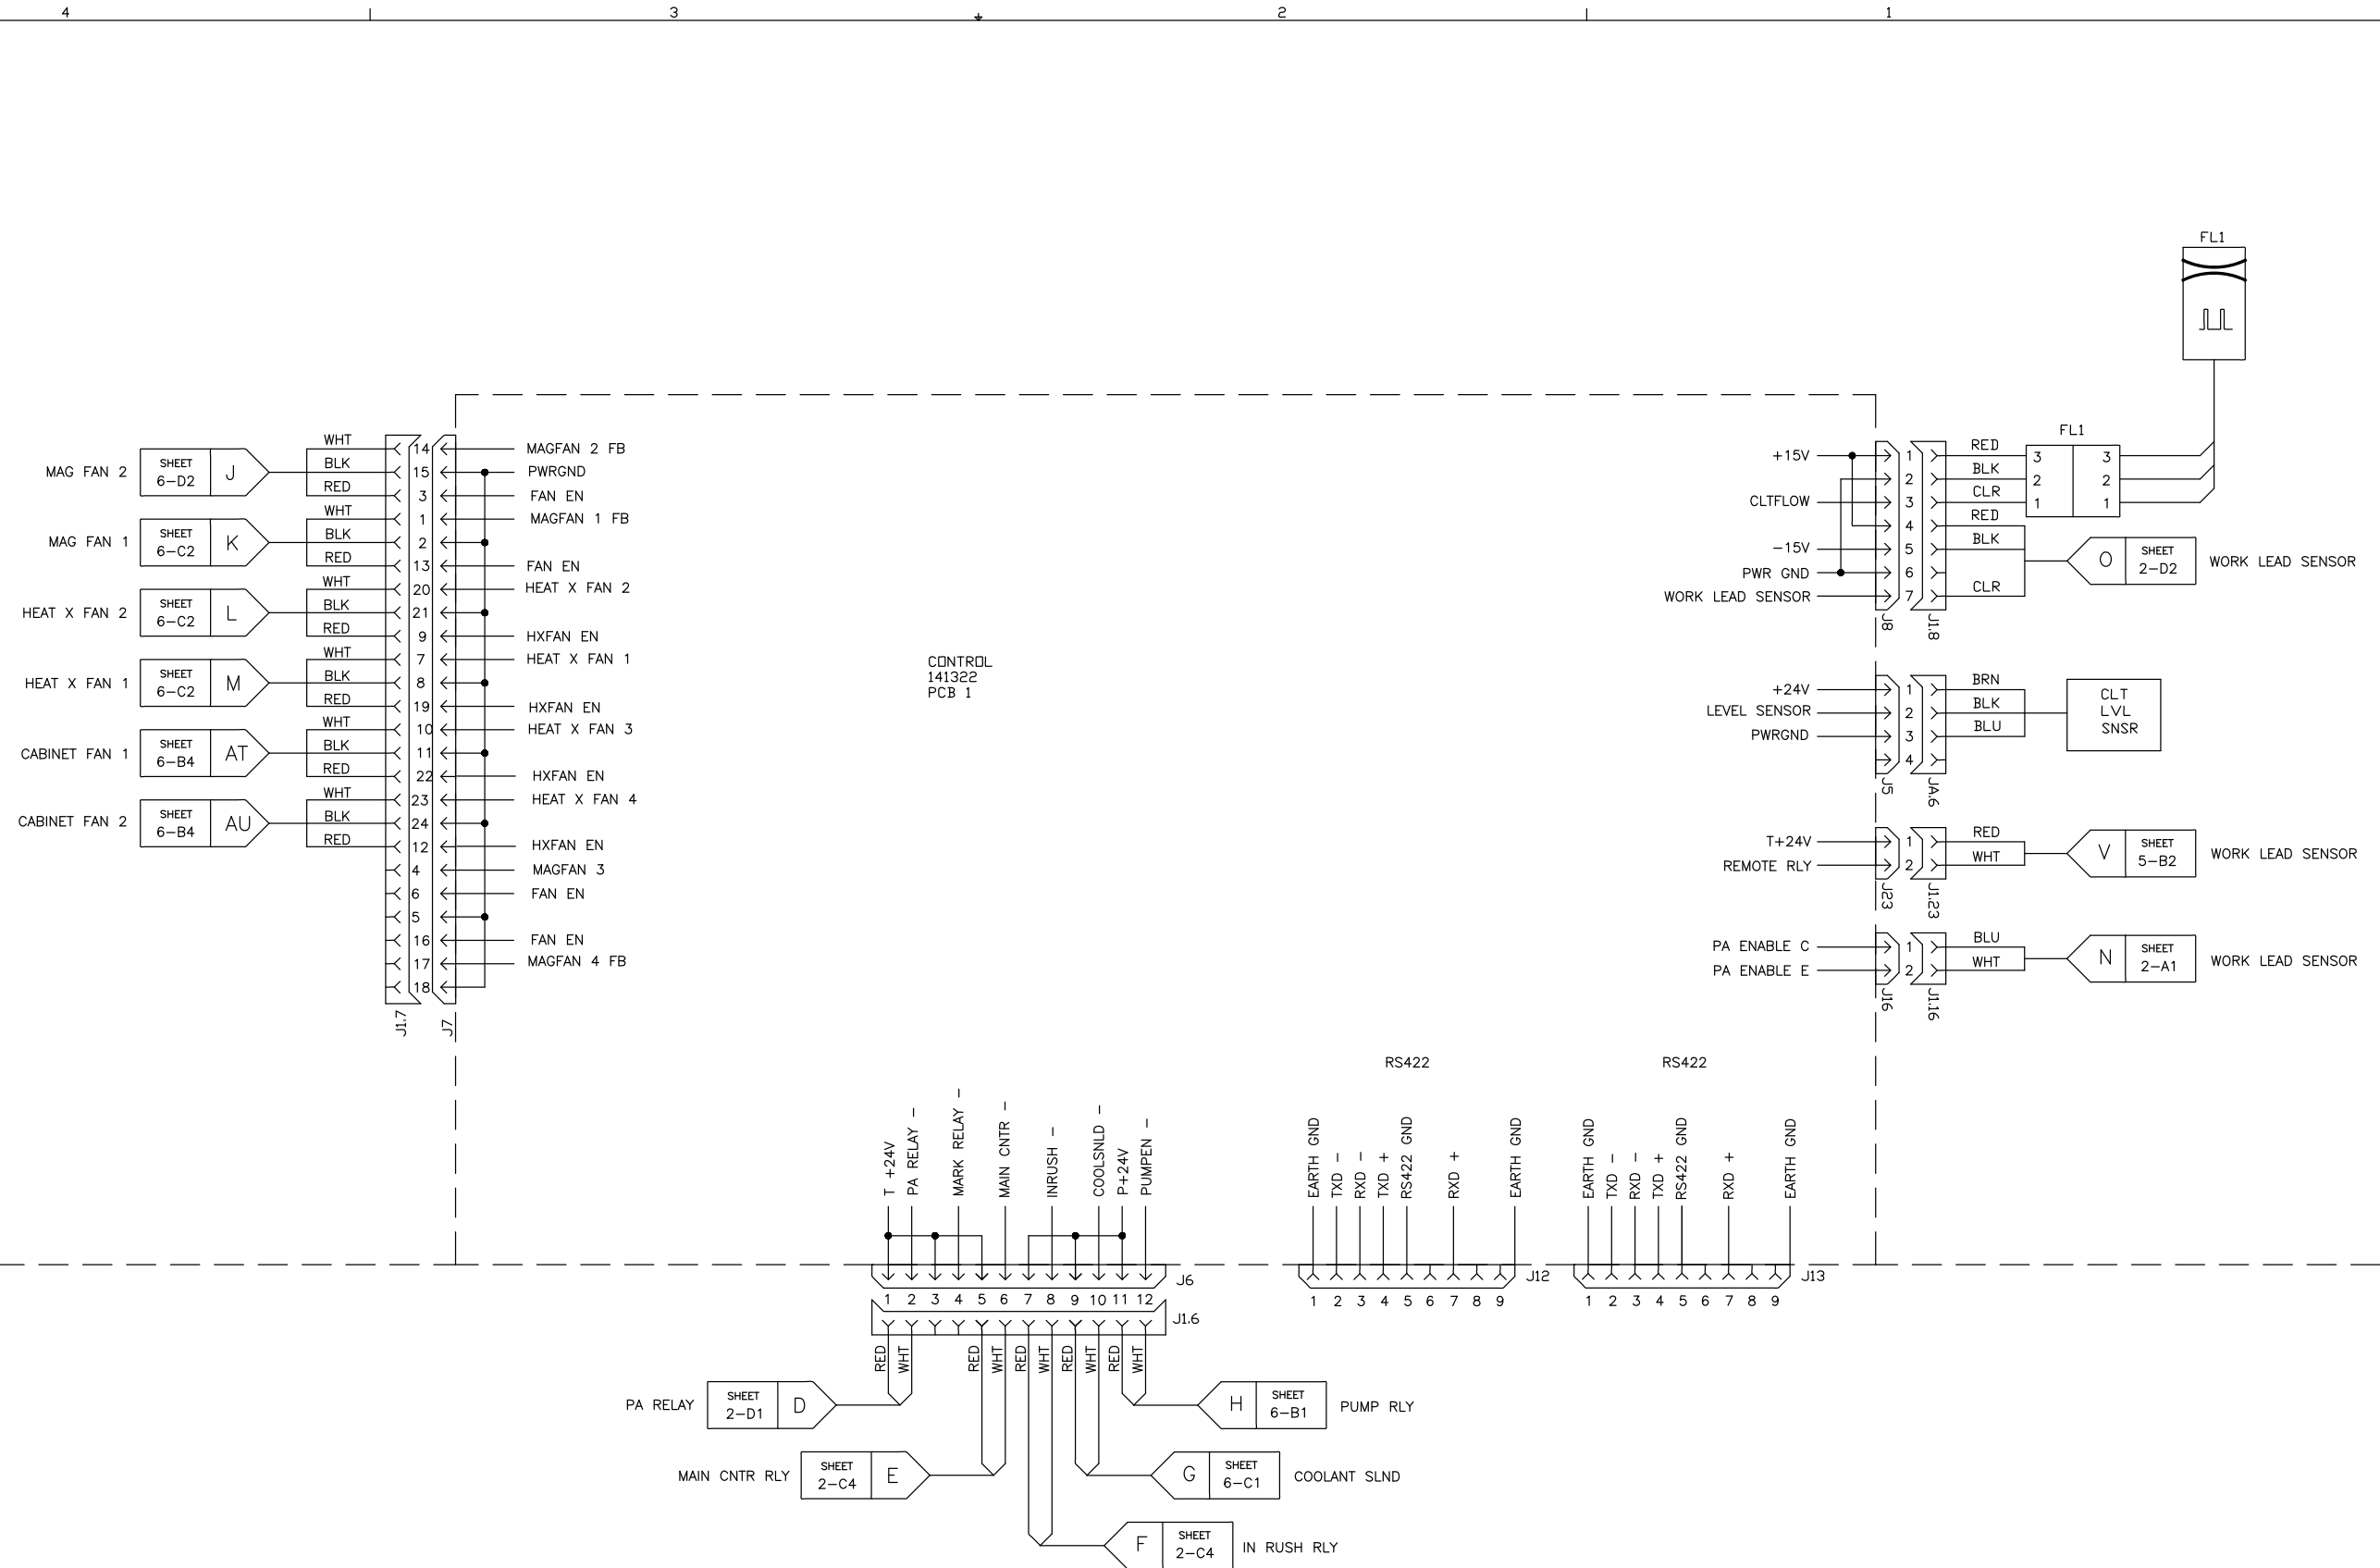 4 3 2 1
FL1
FL1
WHT 14 MAGFAN 2 FB
MAG FAN 2 SHEET 6-D2 J BLK 15 PWRGND
RED 3 FAN EN
WHT 1 MAGFAN 1 FB
MAG FAN 1 SHEET 6-C2 K BLK 2
RED 13 FAN EN
WHT 20 HEAT X FAN 2
HEAT X FAN 2 SHEET 6-C2 L BLK 21
RED 9 HXFAN EN
WHT 7 HEAT X FAN 1
HEAT X FAN 1 SHEET 6-C2 M BLK 8
RED 19 HXFAN EN
WHT 10 HEAT X FAN 3
CABINET FAN 1 SHEET 6-B4 AT BLK 11
RED 22 HXFAN EN
WHT 23 HEAT X FAN 4
CABINET FAN 2 SHEET 6-B4 AU BLK 24
RED 12 HXFAN EN
4 MAGFAN 3
6 FAN EN
5
16 FAN EN
17 MAGFAN 4 FB
18
J1.7 J7
CONTROL
141322
PCB 1
+15V 1 RED 3 3
2 BLK 2 2
CLTFLOW 3 CLR 1 1
4 RED
-15V 5 BLK
O SHEET 2-D2 WORK LEAD SENSOR
PWR GND 6
WORK LEAD SENSOR 7 CLR
J8 J1.8
+24V 1 BRN
LEVEL SENSOR 2 BLK
PWRGND 3 BLU
4
CLT
LVL
SNSR
J5 JA.6
T+24V 1 RED
REMOTE RLY 2 WHT
V SHEET 5-B2 WORK LEAD SENSOR
J23 J1.23
PA ENABLE C 1 BLU
PA ENABLE E 2 WHT
N SHEET 2-A1 WORK LEAD SENSOR
J16 J1.16
RS422 RS422
T +24V
PA RELAY -
MARK RELAY -
MAIN CNTR -
INRUSH -
COOLSNLD -
P+24V
PUMPEN -
EARTH GND
TXD -
RXD -
TXD +
RS422 GND
RXD +
EARTH GND
EARTH GND
TXD -
RXD -
TXD +
RS422 GND
RXD +
EARTH GND
J6 J12 J13
1 2 3 4 5 6 7 8 9 10 11 12
1 2 3 4 5 6 7 8 9
1 2 3 4 5 6 7 8 9
J1.6
RED WHT RED WHT RED WHT RED WHT RED WHT
PA RELAY SHEET 2-D1 D
H SHEET 6-B1 PUMP RLY
MAIN CNTR RLY SHEET 2-C4 E
G SHEET 6-C1 COOLANT SLND
F SHEET 2-C4 IN RUSH RLY